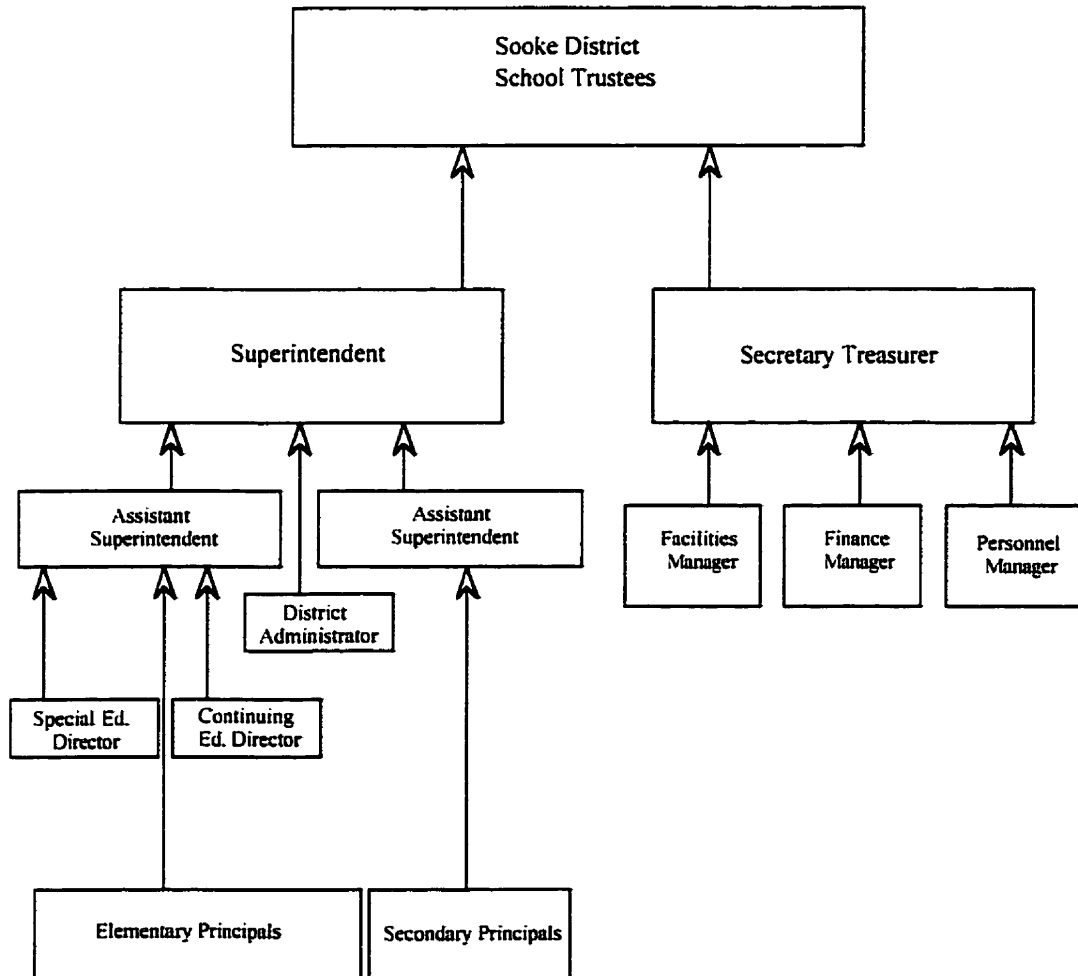 Sooke District
School Trustees
Superintendent
Secretary Treasurer
Assistant
Superintendent
Assistant
Superintendent
Facilities
Manager
Finance
Manager
Personnel
Manager
District
Administrator
Special Ed.
Director
Continuing
Ed. Director
Elementary Principals
Secondary Principals